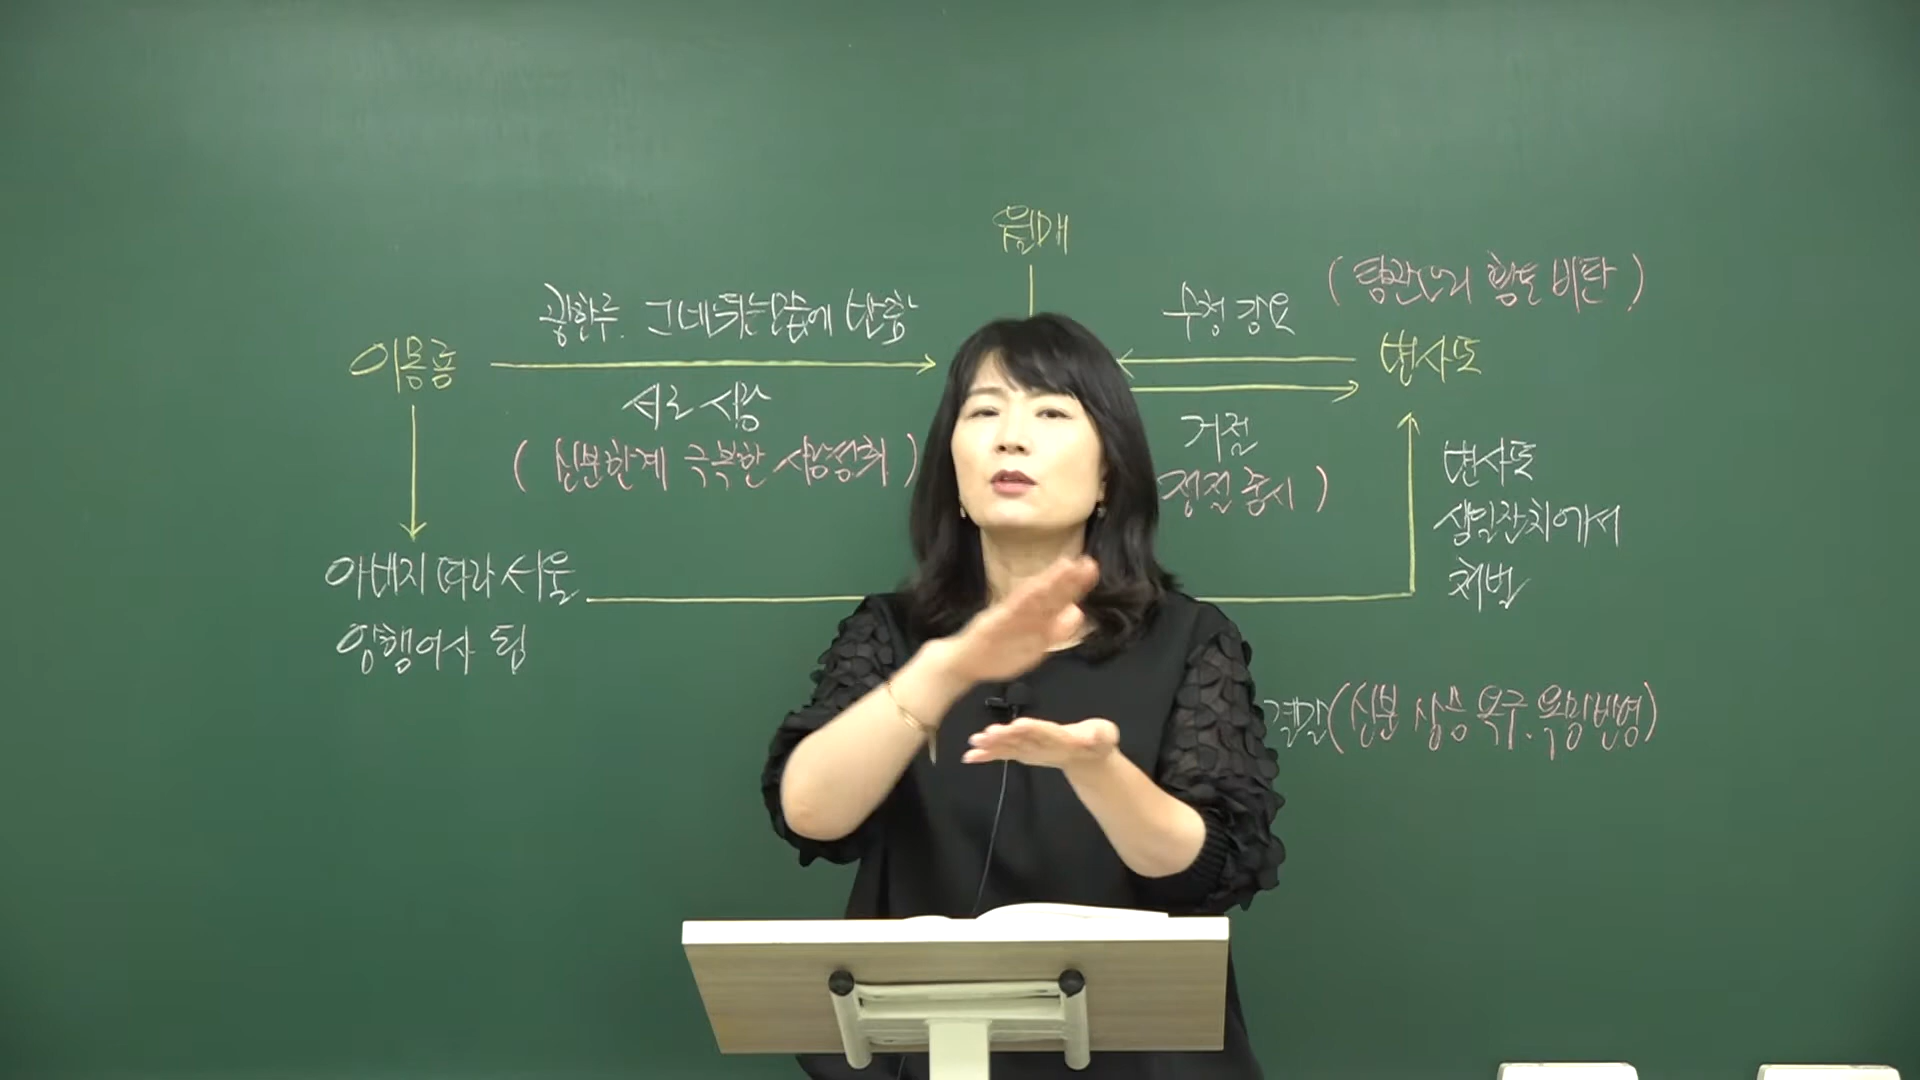 월매
(탐관오리 횡포 비판)
광한루. 그네뛰는 모습에 반함
수청 강요
이몽룡
변사또
서로 사랑
거절
(신분한계 극복한 사랑성취)
정절 중시)
변사또
생일잔치에서
처벌
아버지 따라 서울
암행어사 됨
결말(신분 상승 욕구. 욕망반영)